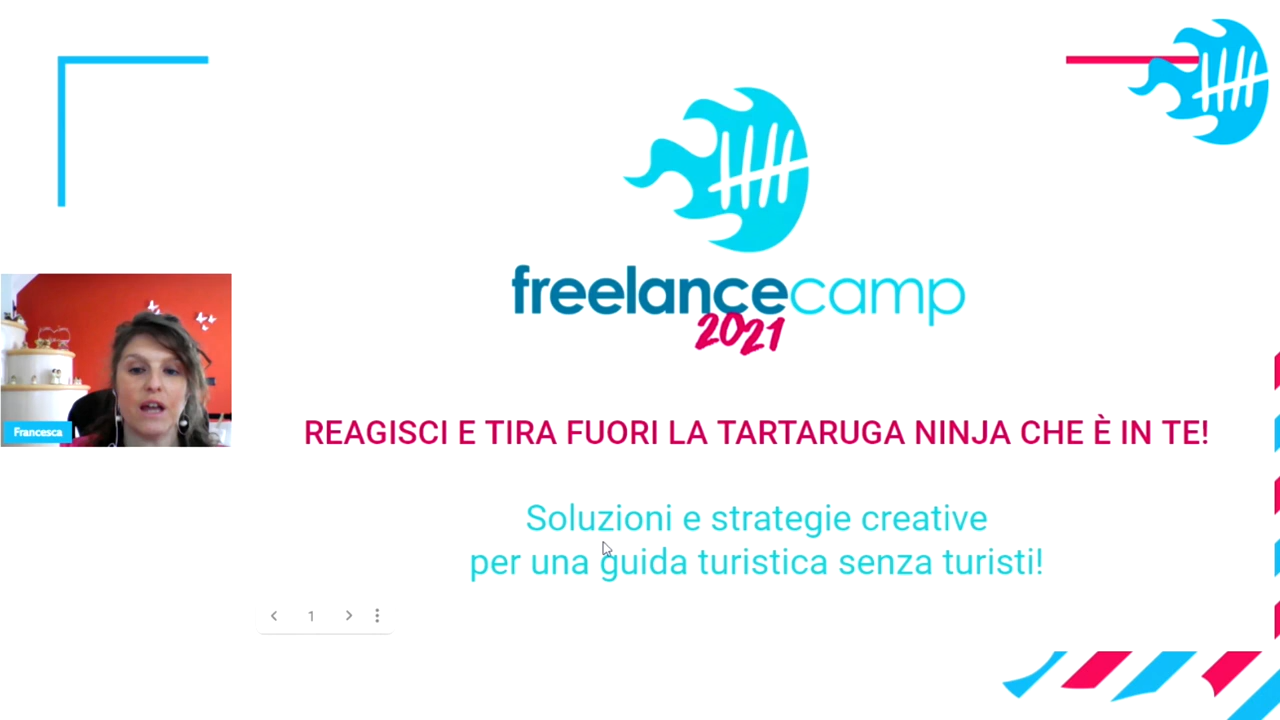 freelancecamp
2021
Francesca
REAGISCI E TIRA FUORI LA TARTARUGA NINJA CHE È IN TE!
Soluzioni e strategie creative
per una guida turistica senza turisti!
1